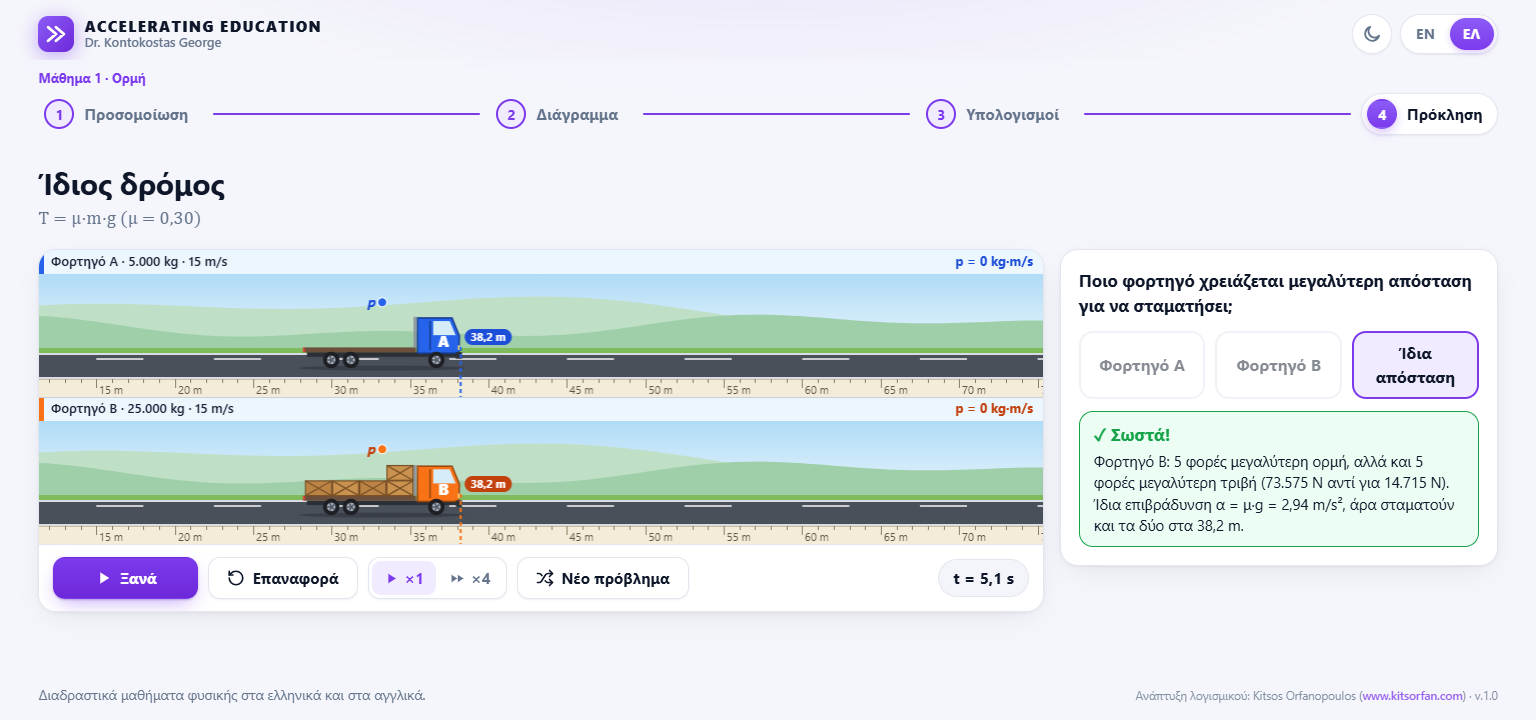 ACCELERATING EDUCATION
Dr. Kontokostas George
EN ΕΛ
Μάθημα 1 · Ορμή
1 Προσομοίωση 2 Διάγραμμα 3 Υπολογισμοί 4 Πρόκληση
Ίδιος δρόμος
T = μ·m·g (μ = 0,30)
Φορτηγό Α · 5.000 kg · 15 m/s p = 0 kg·m/s
p
A 38,2 m
15 m 20 m 25 m 30 m 35 m 40 m 45 m 50 m 55 m 60 m 65 m 70 m
Φορτηγό Β · 25.000 kg · 15 m/s p = 0 kg·m/s
p
B 38,2 m
15 m 20 m 25 m 30 m 35 m 40 m 45 m 50 m 55 m 60 m 65 m 70 m
Ξανά Επαναφορά ×1 ×4 Νέο πρόβλημα t = 5,1 s
Ποιο φορτηγό χρειάζεται μεγαλύτερη απόσταση
για να σταματήσει;
Φορτηγό Α Φορτηγό Β Ίδια
απόσταση
✓ Σωστά!
Φορτηγό Β: 5 φορές μεγαλύτερη ορμή, αλλά και 5
φορές μεγαλύτερη τριβή (73.575 N αντί για 14.715 N).
Ίδια επιβράδυνση α = μ·g = 2,94 m/s², άρα σταματούν
και τα δύο στα 38,2 m.
Διαδραστικά μαθήματα φυσικής στα ελληνικά και στα αγγλικά.
Ανάπτυξη λογισμικού: Kitsos Orfanopoulos (www.kitsorfan.com) · v.1.0